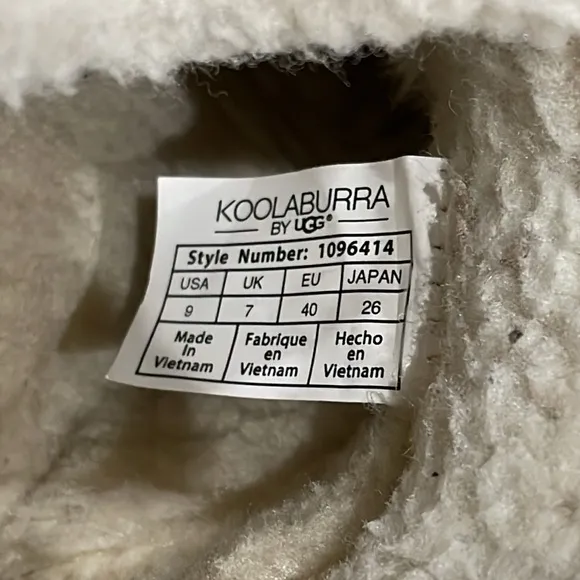 KOOLABURRA
BY UGG®
Style Number: 1096414
USA UK EU JAPAN
9 7 40 26
Made In Vietnam
Fabrique en Vietnam
Hecho en Vietnam